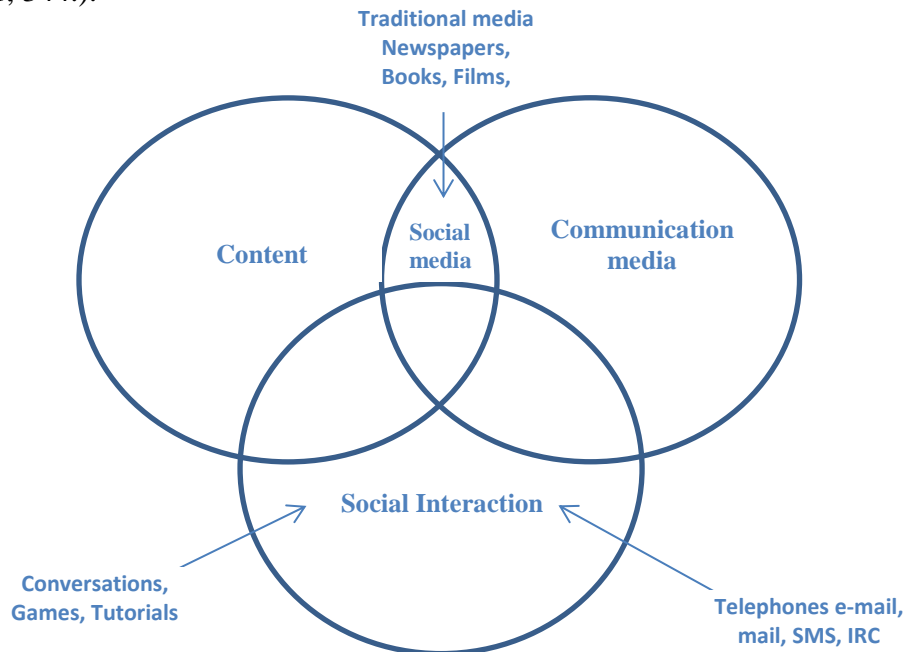 Traditional media
Newspapers,
Books, Films,
Content
Social
media
Communication
media
Social Interaction
Conversations,
Games, Tutorials
Telephones e-mail,
mail, SMS, IRC